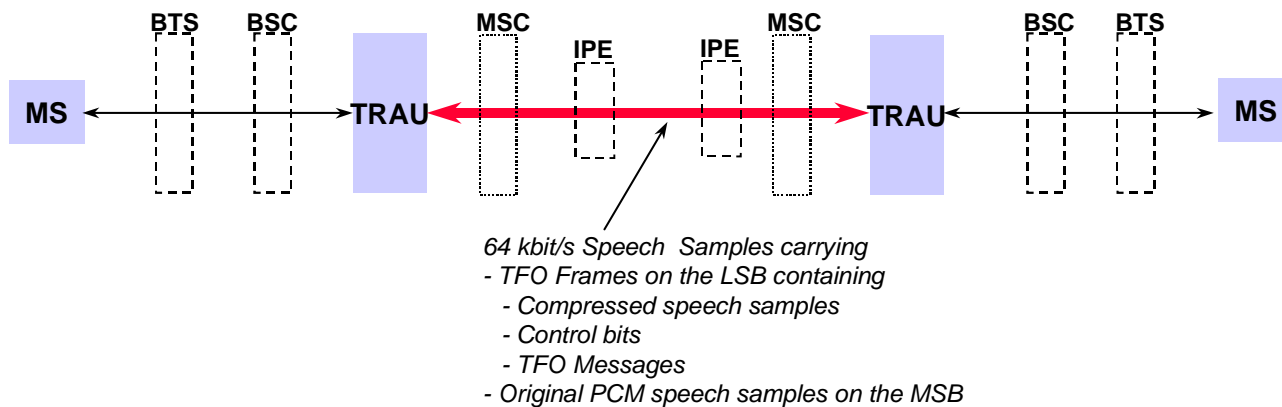 BTS BSC MSC IPE IPE MSC BSC BTS
MS TRAU TRAU MS
64 kbit/s Speech Samples carrying
- TFO Frames on the LSB containing
- Compressed speech samples
- Control bits
- TFO Messages
- Original PCM speech samples on the MSB